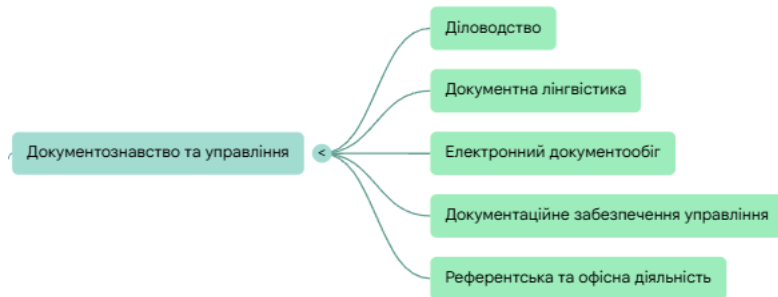 Документознавство та управління
<
Діловодство
Документна лінгвістика
Електронний документообіг
Документаційне забезпечення управління
Референтська та офісна діяльність